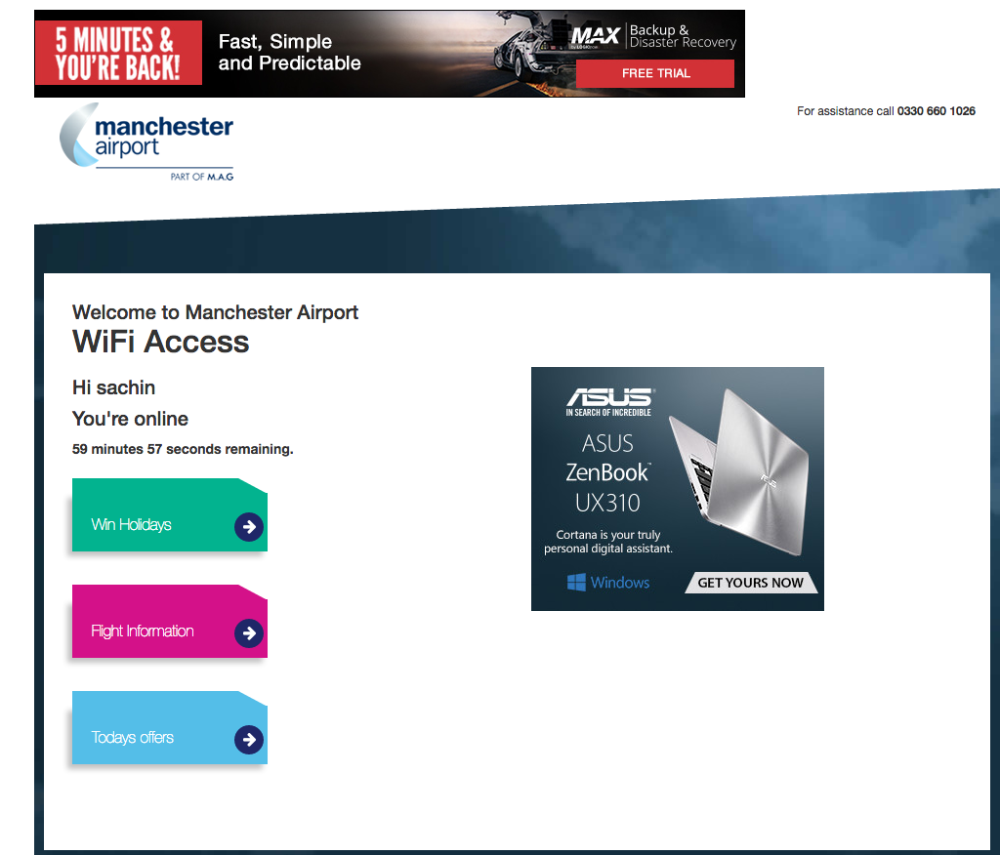 5 MINUTES &
YOU'RE BACK!
Fast, Simple
and Predictable
MAX
by LOGICnow
Backup &
Disaster Recovery
FREE TRIAL
For assistance call 0330 660 1026
manchester
airport
PART OF M.A.G
Welcome to Manchester Airport
WiFi Access
Hi sachin
You're online
59 minutes 57 seconds remaining.
Win Holidays
Flight Information
Todays offers
ASUS
IN SEARCH OF INCREDIBLE
ASUS
ZenBook™
UX310
Cortana is your truly
personal digital assistant.
Windows
GET YOURS NOW